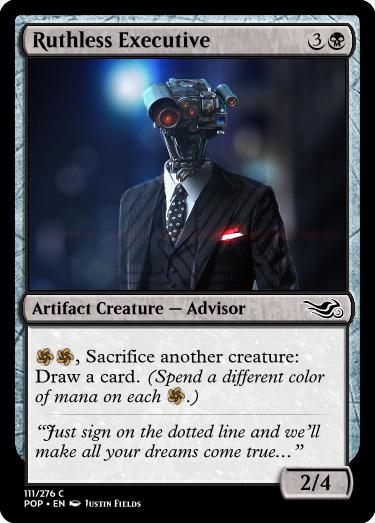 Ruthless Executive 3
Artifact Creature — Advisor
, Sacrifice another creature:
Draw a card. (Spend a different color
of mana on each .)
“Just sign on the dotted line and we’ll
make all your dreams come true…”
2/4
111/276 C
POP • EN Justin Fields